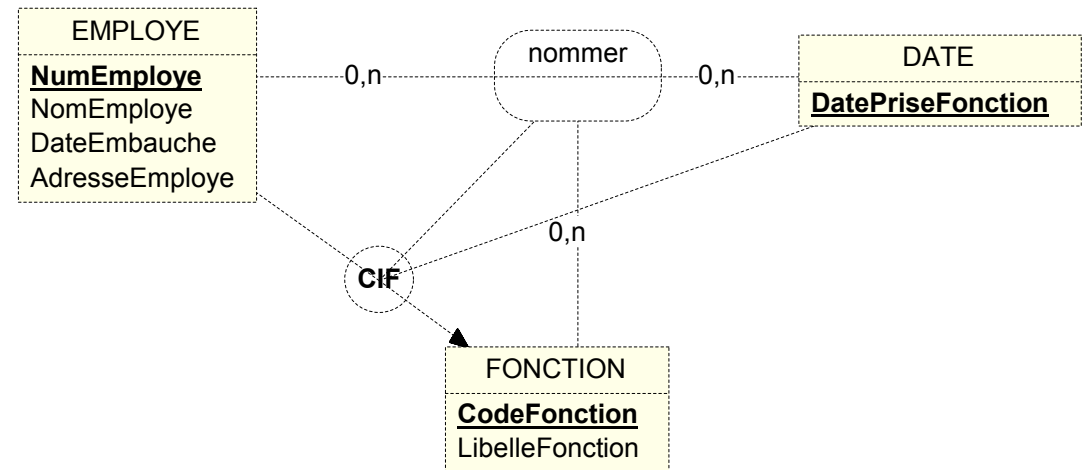 EMPLOYE
NumEmploye
NomEmploye
DateEmbauche
AdresseEmploye
0,n
nommer
0,n
DATE
DatePriseFonction
0,n
CIF
FONCTION
CodeFonction
LibelleFonction